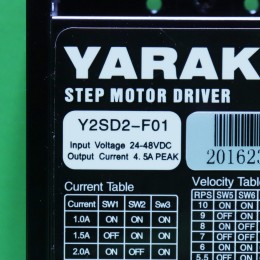 YARAK
STEP MOTOR DRIVER
Y2SD2-F01
Input Voltage 24-48VDC
Output Current 4.5A PEAK
201623
Current Table
Current SW1 SW2 Sw3
1.0A ON ON ON
1.5A OFF ON ON
2.0A ON OFF ON
Velocity Table
RPS SW5 SW6
10 ON ON
9 OFF ON
8 ON OFF
7 OFF OFF
6 ON ON
5.5 OFF ON